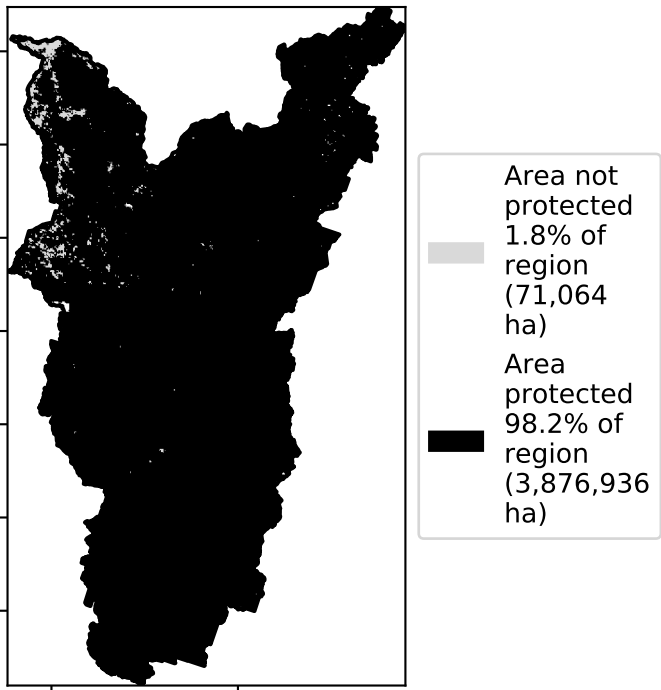 Area not
protected
1.8% of
region
(71,064
ha)
Area
protected
98.2% of
region
(3,876,936
ha)